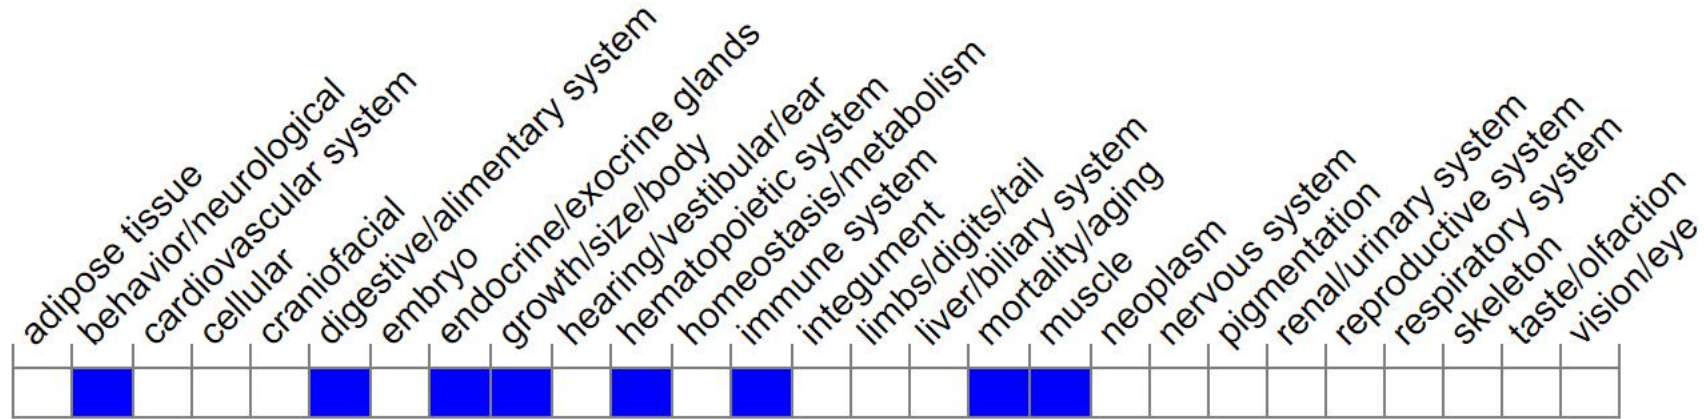 adipose tissue
behavior/neurological
cardiovascular system
cellular
craniofacial
digestive/alimentary system
embryo
endocrine/exocrine glands
growth/size/body
hearing/vestibular/ear
hematopoietic system
homeostasis/metabolism
immune system
integument
limbs/digits/tail
liver/biliary system
mortality/aging
muscle
neoplasm
nervous system
pigmentation
renal/urinary system
reproductive system
respiratory system
skeleton
taste/olfaction
vision/eye